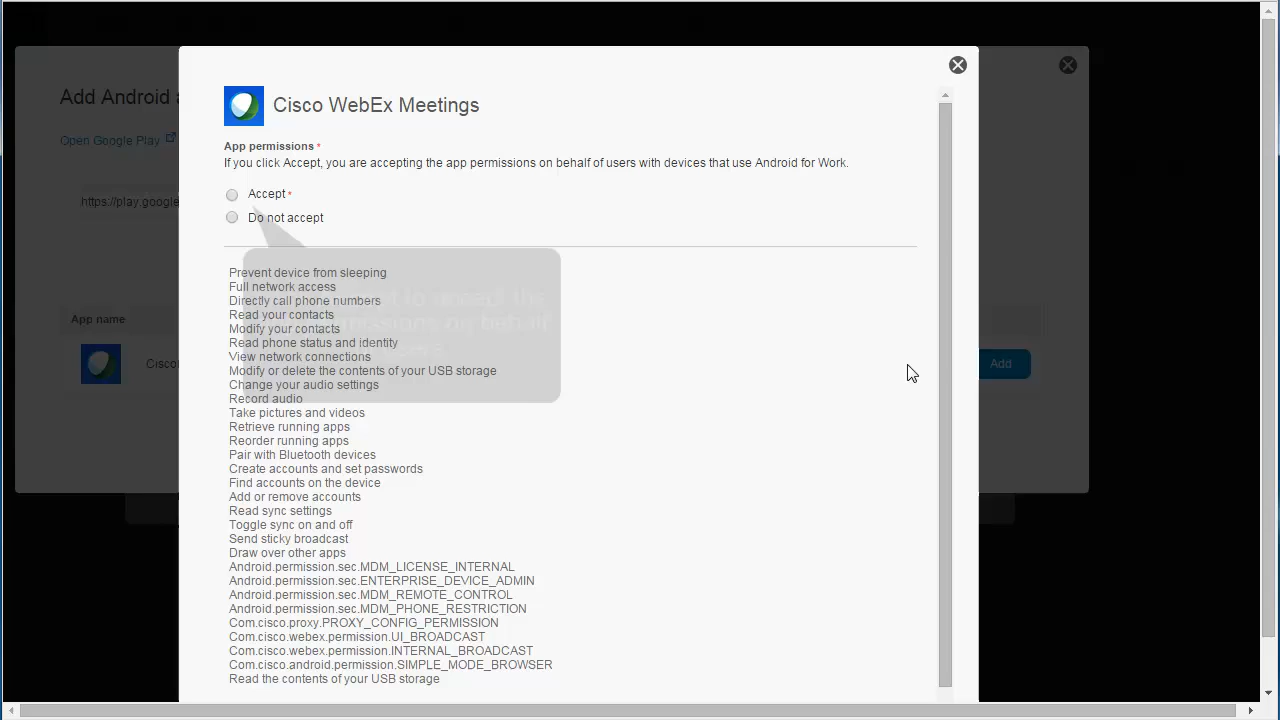 Add Android a
Open Google Play
https://play.google
App name
Cisco
Add
Cisco WebEx Meetings
App permissions *
If you click Accept, you are accepting the app permissions on behalf of users with devices that use Android for Work.
Accept *
Do not accept
Prevent device from sleeping
Full network access
Directly call phone numbers
Read your contacts
Modify your contacts
Read phone status and identity
View network connections
Modify or delete the contents of your USB storage
Change your audio settings
Record audio
Take pictures and videos
Retrieve running apps
Reorder running apps
Pair with Bluetooth devices
Create accounts and set passwords
Find accounts on the device
Add or remove accounts
Read sync settings
Toggle sync on and off
Send sticky broadcast
Draw over other apps
Android.permission.sec.MDM_LICENSE_INTERNAL
Android.permission.sec.ENTERPRISE_DEVICE_ADMIN
Android.permission.sec.MDM_REMOTE_CONTROL
Android.permission.sec.MDM_PHONE_RESTRICTION
Com.cisco.proxy.PROXY_CONFIG_PERMISSION
Com.cisco.webex.permission.UI_BROADCAST
Com.cisco.webex.permission.INTERNAL_BROADCAST
Com.cisco.android.permission.SIMPLE_MODE_BROWSER
Read the contents of your USB storage
to accept the
on behalf